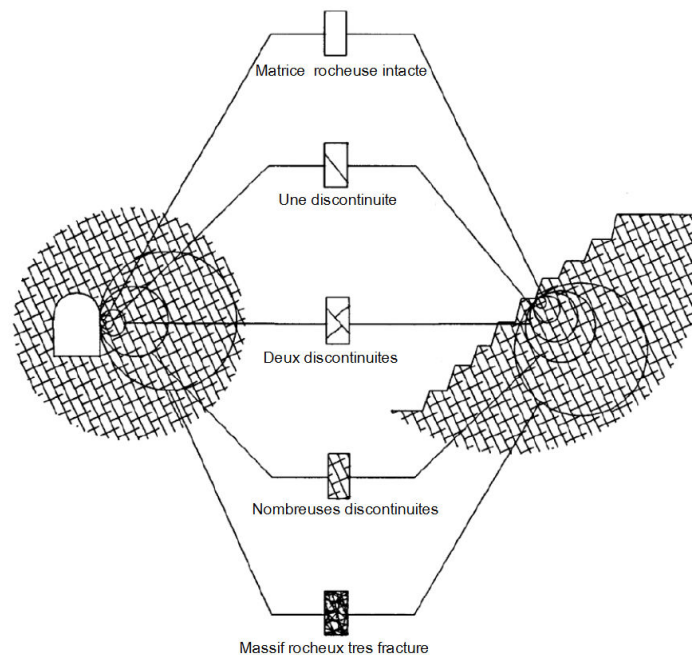 Matrice rocheuse intacte
Une discontinuite
Deux discontinuites
Nombreuses discontinuites
Massif rocheux tres fracture